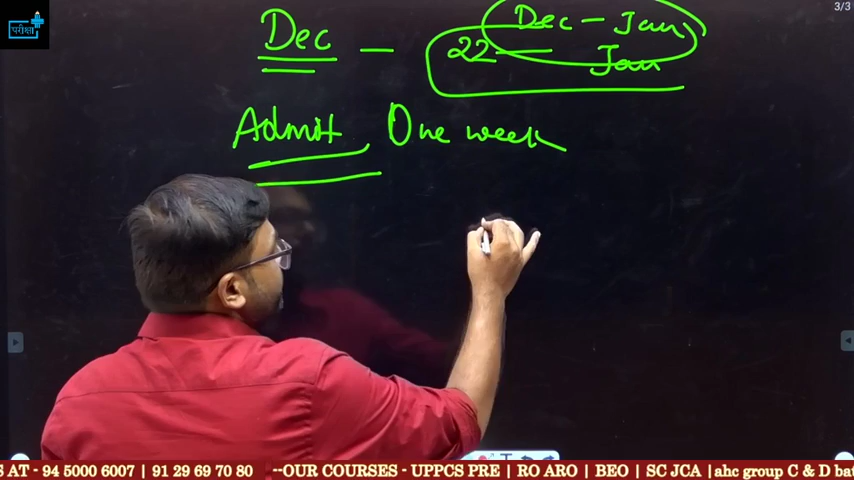 परीक्षा
3/3
Dec - Dec - Jan
22 - Jan
Admit, One week
S AT - 94 5000 6007 | 91 29 69 70 80 --OUR COURSES - UPPCS PRE | RO ARO | BEO | SC JCA | ahc group C & D bat